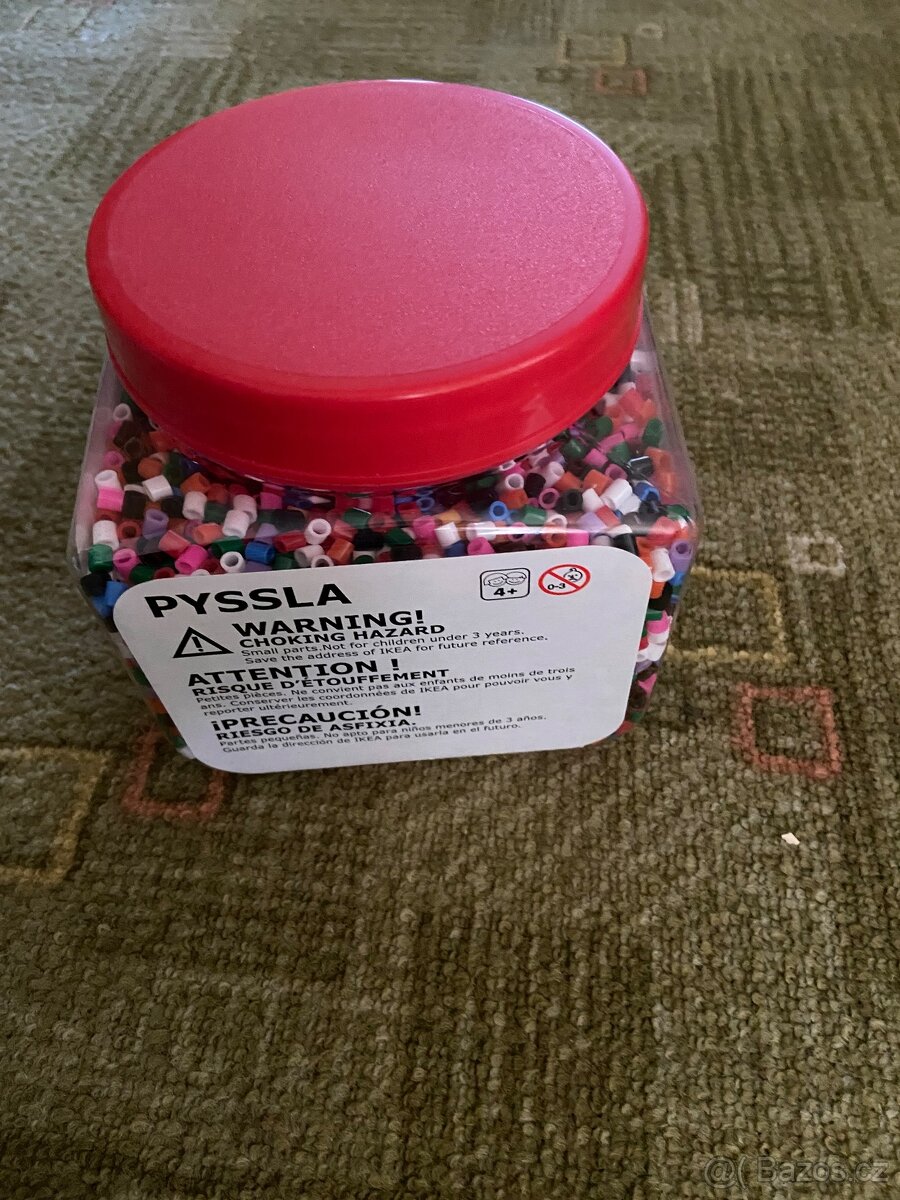 PYSSLA
4+
0-3
WARNING!
CHOKING HAZARD
Small parts.Not for children under 3 years.
Save the address of IKEA for future reference.
ATTENTION !
RISQUE D'ÉTOUFFEMENT
Petites pièces. Ne convient pas aux enfants de moins de trois
ans. Conserver les coordonnées de IKEA pour pouvoir vous y
reporter ultérieurement.
¡PRECAUCIÓN!
RIESGO DE ASFIXIA.
Partes pequeñas. No apto para niños menores de 3 años.
Guarda la dirección de IKEA para usarla en el futuro.
@( Bazos.cz